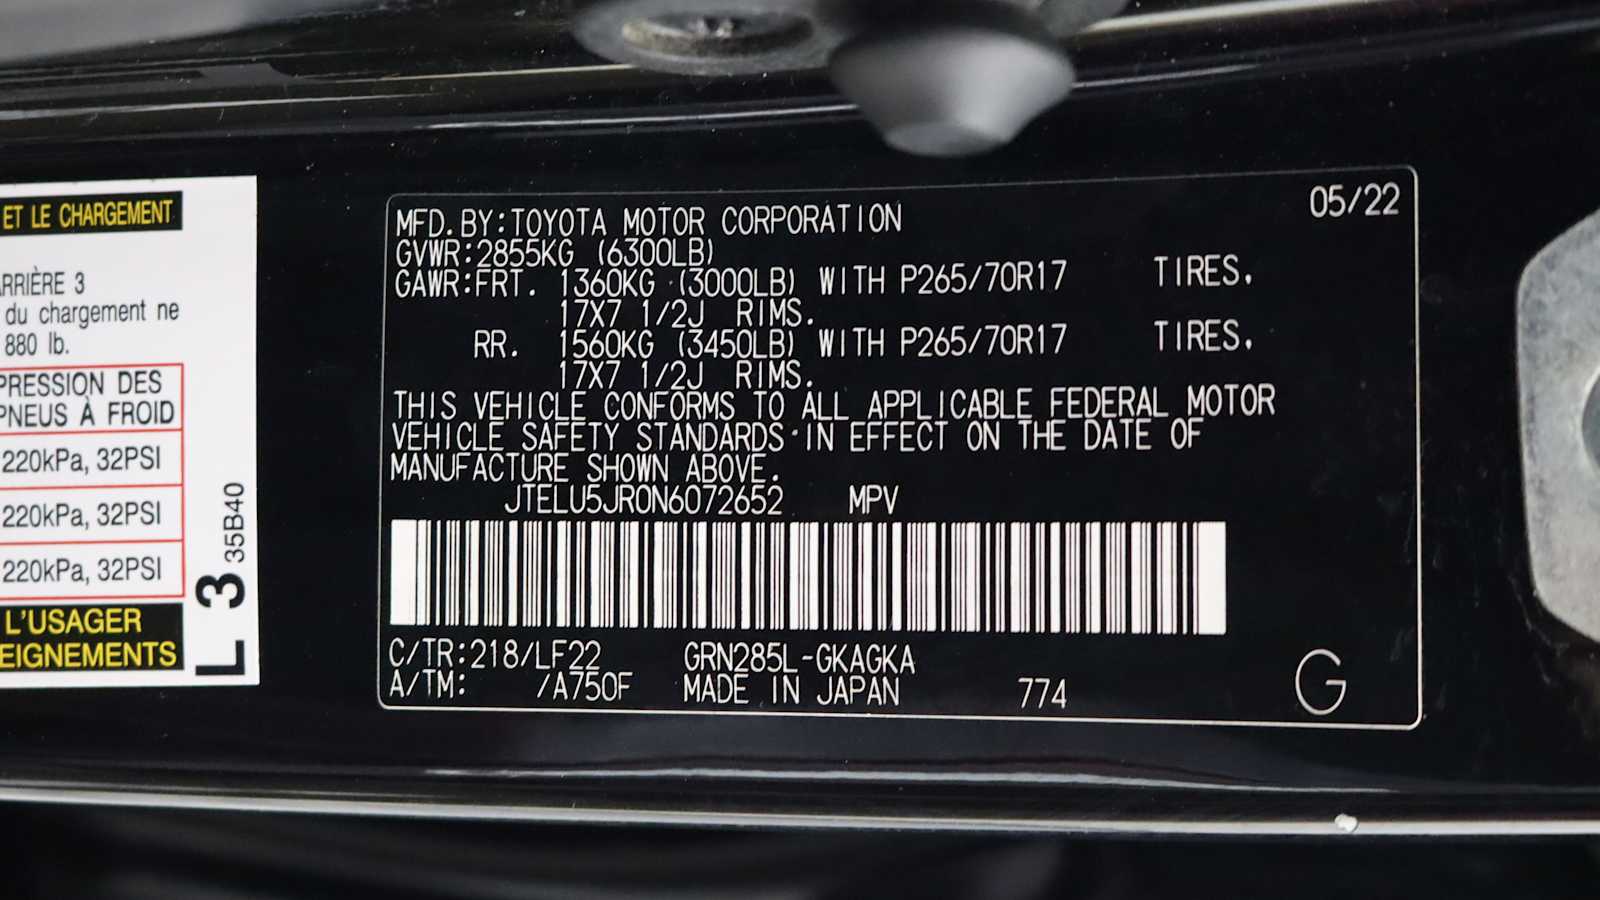 ET LE CHARGEMENT
ARRIÈRE 3
du chargement ne
880 lb.
PRESSION DES
PNEUS À FROID
220kPa, 32PSI
220kPa, 32PSI
220kPa, 32PSI
L'USAGER
EIGNEMENTS
L 3 35B40
05/22
MFD. BY:TOYOTA MOTOR CORPORATION
GVWR:2855KG (6300LB)
GAWR:FRT. 1360KG (3000LB) WITH P265/70R17 TIRES.
17X7 1/2J RIMS.
RR. 1560KG (3450LB) WITH P265/70R17 TIRES.
17X7 1/2J RIMS.
THIS VEHICLE CONFORMS TO ALL APPLICABLE FEDERAL MOTOR
VEHICLE SAFETY STANDARDS IN EFFECT ON THE DATE OF
MANUFACTURE SHOWN ABOVE.
JTELU5JR0N6072652 MPV
C/TR:218/LF22 GRN285L-GKAGKA
A/TM: /A750F MADE IN JAPAN 774 G